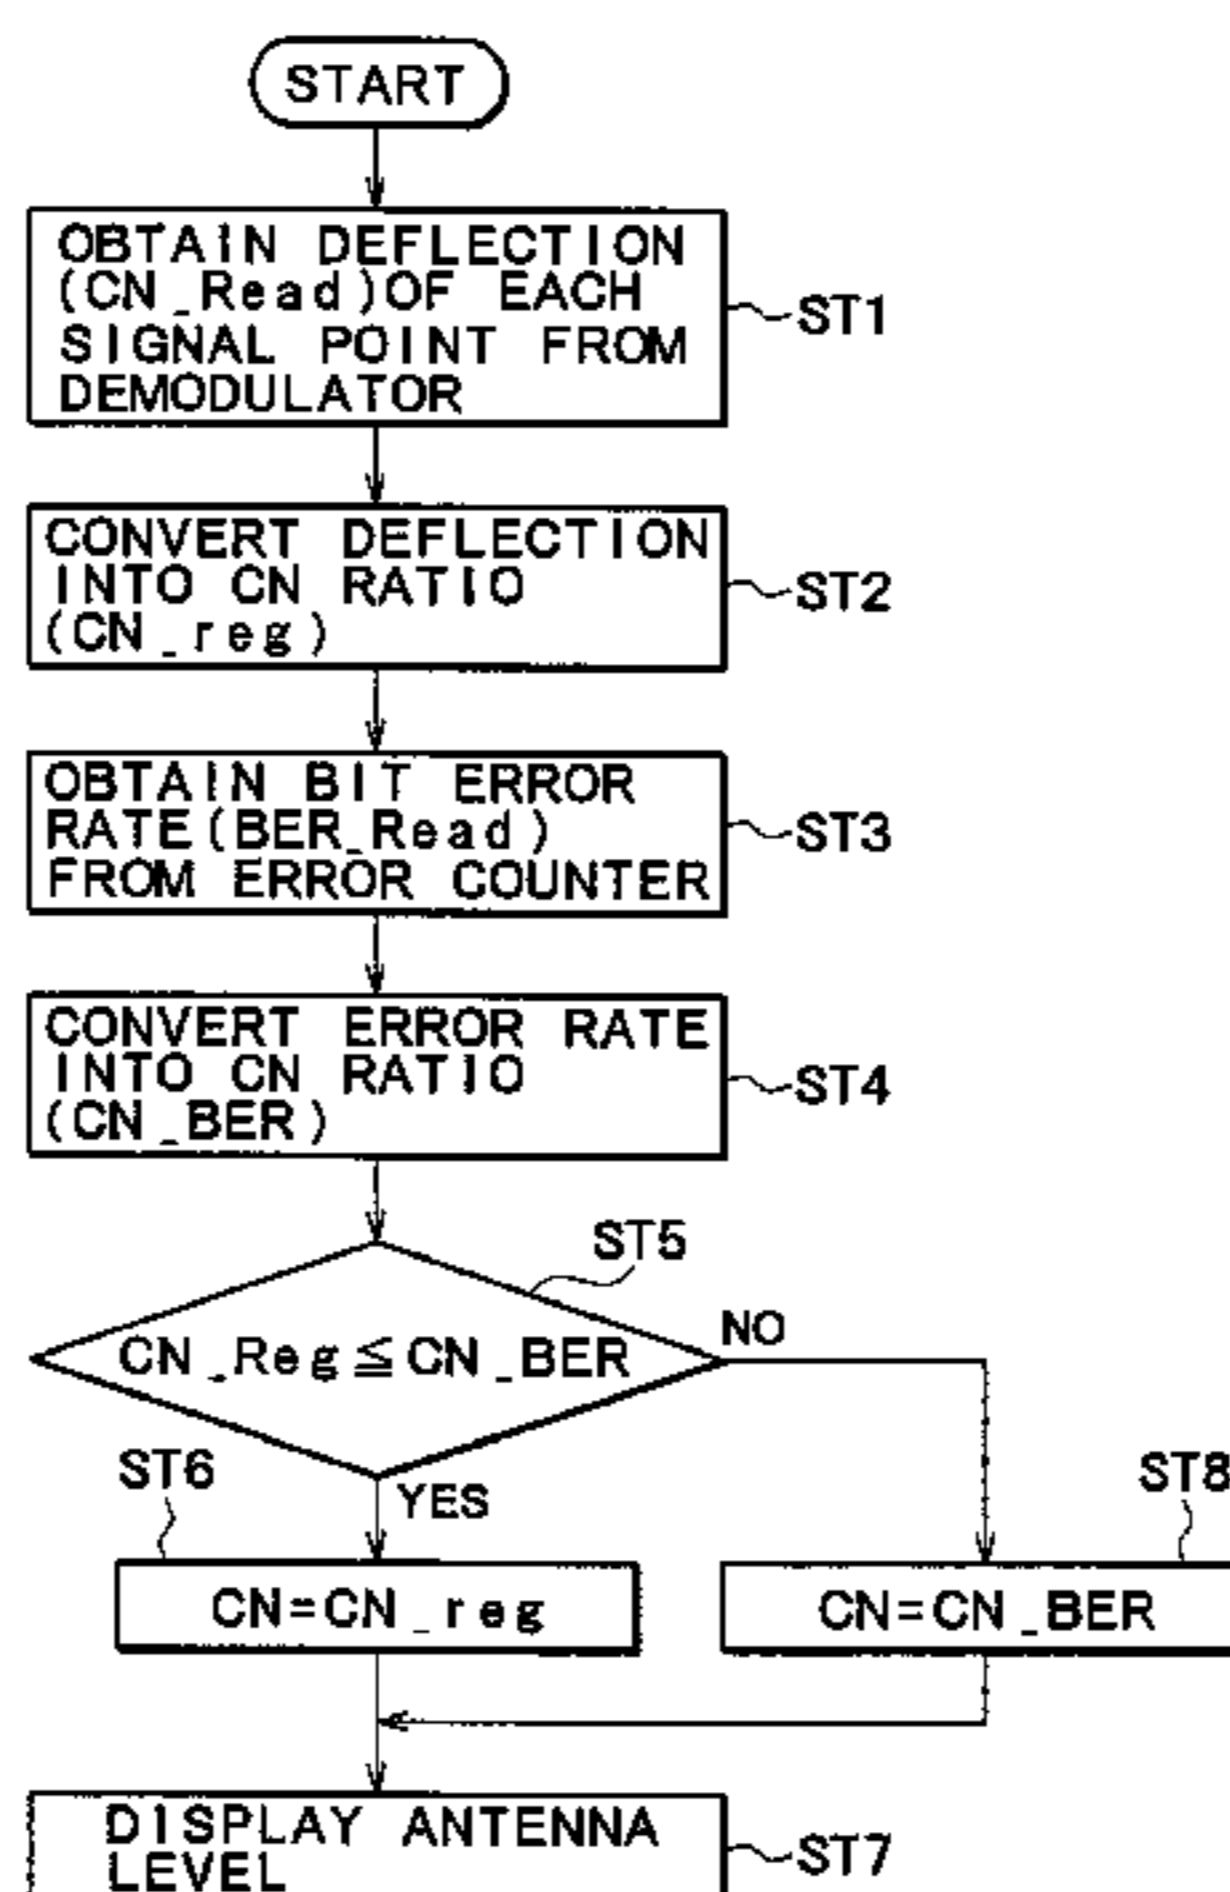 START
OBTAIN DEFLECTION
(CN_Read)OF EACH
SIGNAL POINT FROM
DEMODULATOR
ST1
CONVERT DEFLECTION
INTO CN RATIO
(CN_reg)
ST2
OBTAIN BIT ERROR
RATE(BER_Read)
FROM ERROR COUNTER
ST3
CONVERT ERROR RATE
INTO CN RATIO
(CN_BER)
ST4
ST5
CN_Reg≦CN_BER
NO
YES
ST6
CN=CN_reg
ST8
CN=CN_BER
DISPLAY ANTENNA
LEVEL
ST7